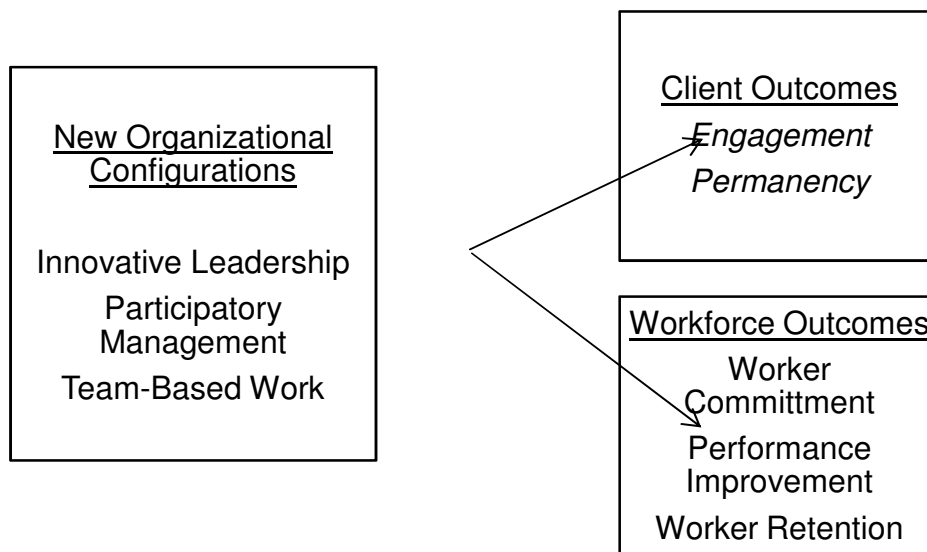 New Organizational
Configurations
Innovative Leadership
Participatory
Management
Team-Based Work
Client Outcomes
Engagement
Permanency
Workforce Outcomes
Worker
Committment
Performance
Improvement
Worker Retention